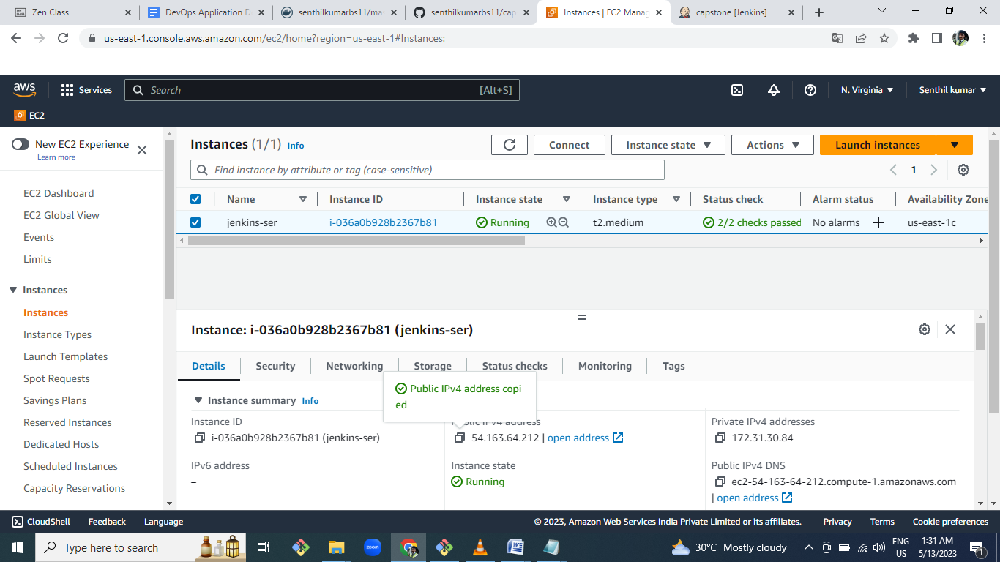 Zen Class
DevOps Application D
senthilkumarbs11/mas
senthilkumarbs11/cap
Instances | EC2 Manag
capstone [Jenkins]
us-east-1.console.aws.amazon.com/ec2/home?region=us-east-1#Instances:
aws
Services
Search
[Alt+S]
N. Virginia
Senthil kumar
EC2
New EC2 Experience
Learn more
EC2 Dashboard
EC2 Global View
Events
Limits
Instances
Instances
Instance Types
Launch Templates
Spot Requests
Savings Plans
Reserved Instances
Dedicated Hosts
Scheduled Instances
Capacity Reservations
Instances (1/1) Info
Connect
Instance state
Actions
Launch instances
Find instance by attribute or tag (case-sensitive)
1
Name
Instance ID
Instance state
Instance type
Status check
Alarm status
Availability Zone
jenkins-ser
i-036a0b928b2367b81
Running
t2.medium
2/2 checks passed
No alarms
us-east-1c
Instance: i-036a0b928b2367b81 (jenkins-ser)
Details
Security
Networking
Storage
Status checks
Monitoring
Tags
Public IPv4 address copi
ed
Instance summary Info
Instance ID
i-036a0b928b2367b81 (jenkins-ser)
Public IPv4 address
54.163.64.212 | open address
Private IPv4 addresses
172.31.30.84
IPv6 address
–
Instance state
Running
Public IPv4 DNS
ec2-54-163-64-212.compute-1.amazonaws.com
| open address
CloudShell
Feedback
Language
© 2023, Amazon Web Services India Private Limited or its affiliates.
Privacy
Terms
Cookie preferences
Type here to search
zoom
30°C Mostly cloudy
ENG
US
1:31 AM
5/13/2023
1